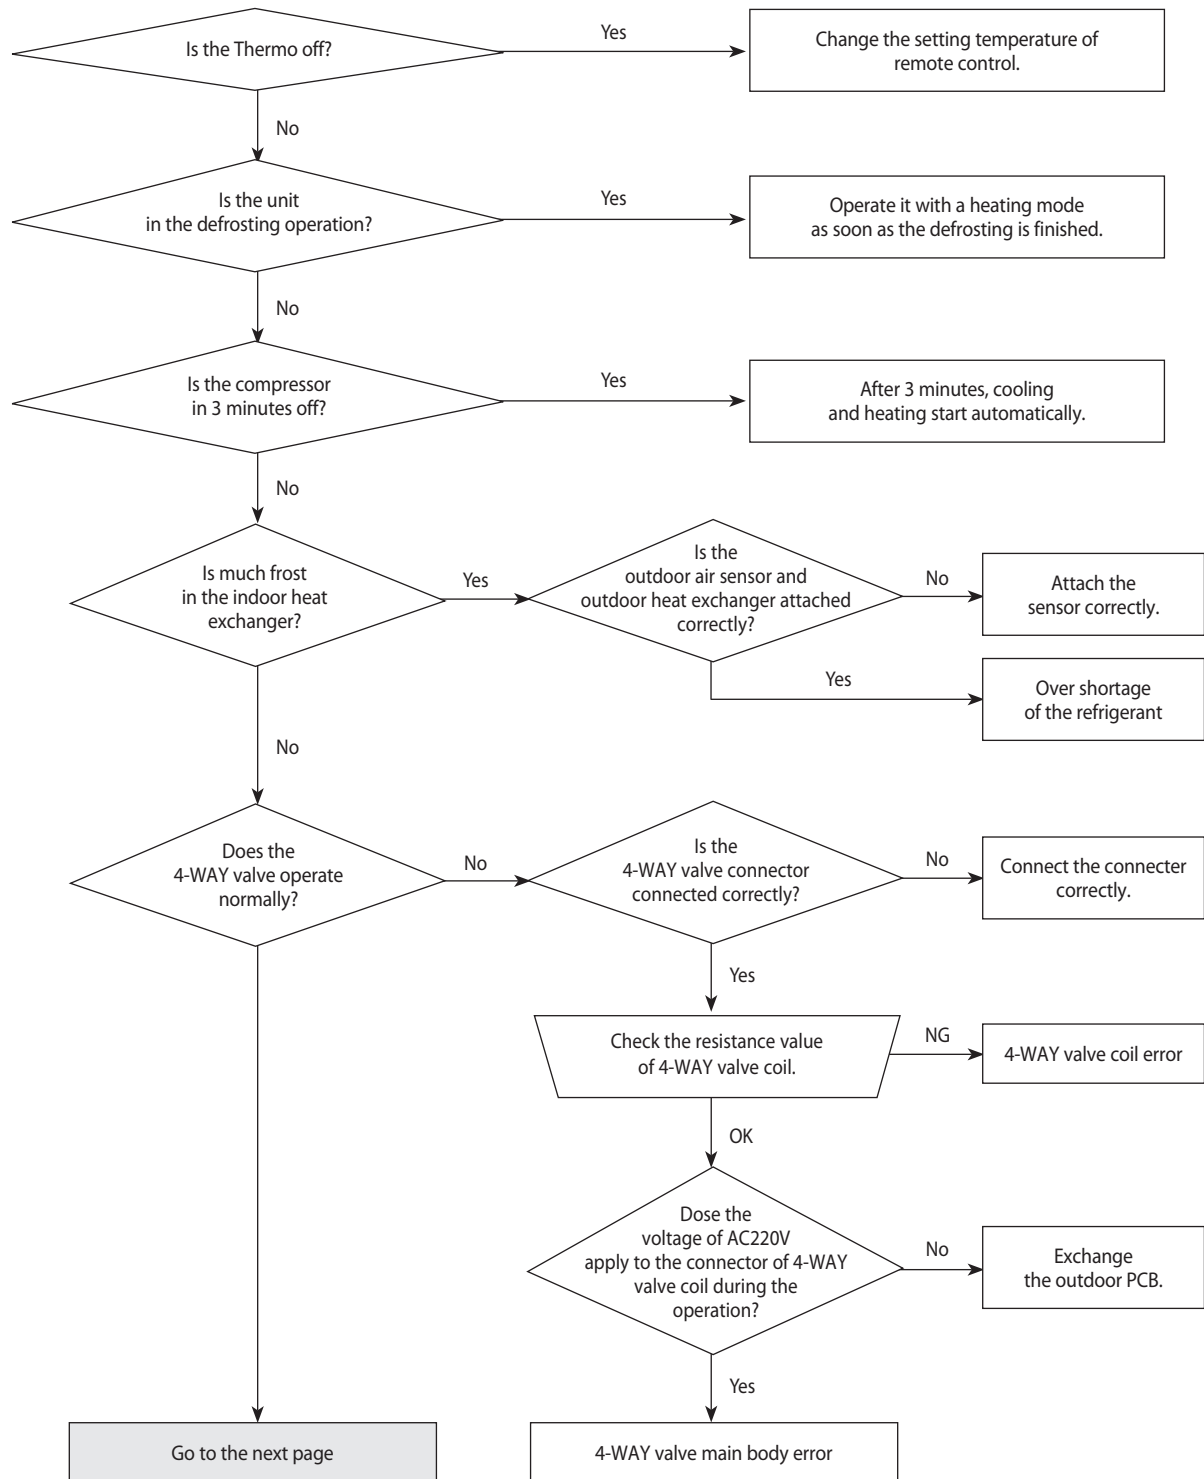 Is the Thermo off?
Yes
Change the setting temperature of
remote control.
No
Is the unit
in the defrosting operation?
Yes
Operate it with a heating mode
as soon as the defrosting is finished.
No
Is the compressor
in 3 minutes off?
Yes
After 3 minutes, cooling
and heating start automatically.
No
Is much frost
in the indoor heat
exchanger?
Yes
Is the
outdoor air sensor and
outdoor heat exchanger attached
correctly?
No
Attach the
sensor correctly.
Yes
Over shortage
of the refrigerant
No
Does the
4-WAY valve operate
normally?
No
Is the
4-WAY valve connector
connected correctly?
No
Connect the connecter
correctly.
Yes
Check the resistance value
of 4-WAY valve coil.
NG
4-WAY valve coil error
OK
Dose the
voltage of AC220V
apply to the connector of 4-WAY
valve coil during the
operation?
No
Exchange
the outdoor PCB.
Yes
Go to the next page
4-WAY valve main body error